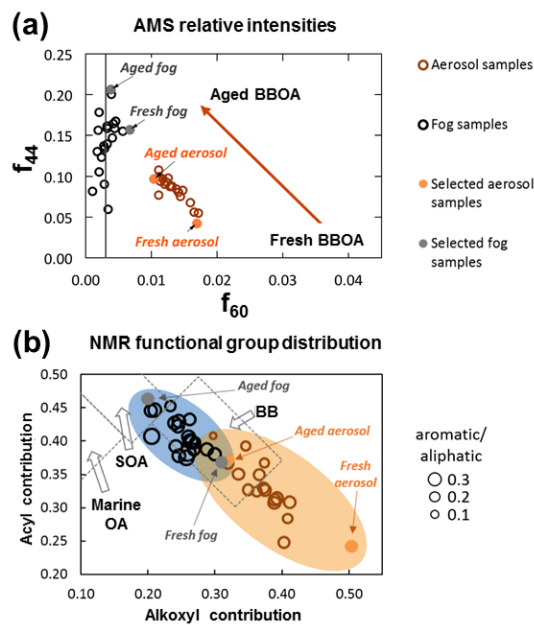 (a)
AMS relative intensities
f44
0.25
0.20
0.15
0.10
0.05
0.00
Aged fog
Fresh fog
Aged BBOA
Aged aerosol
Fresh aerosol
Fresh BBOA
0.00
0.01
0.02
0.03
0.04
f60
Aerosol samples
Fog samples
Selected aerosol
samples
Selected fog
samples
(b)
NMR functional group distribution
Acyl contribution
0.50
0.45
0.40
0.35
0.30
0.25
0.20
Aged fog
BB
SOA
Aged aerosol
Marine
OA
Fresh
aerosol
Fresh fog
0.10
0.20
0.30
0.40
0.50
Alkoxyl contribution
aromatic/
aliphatic
0.3
0.2
0.1